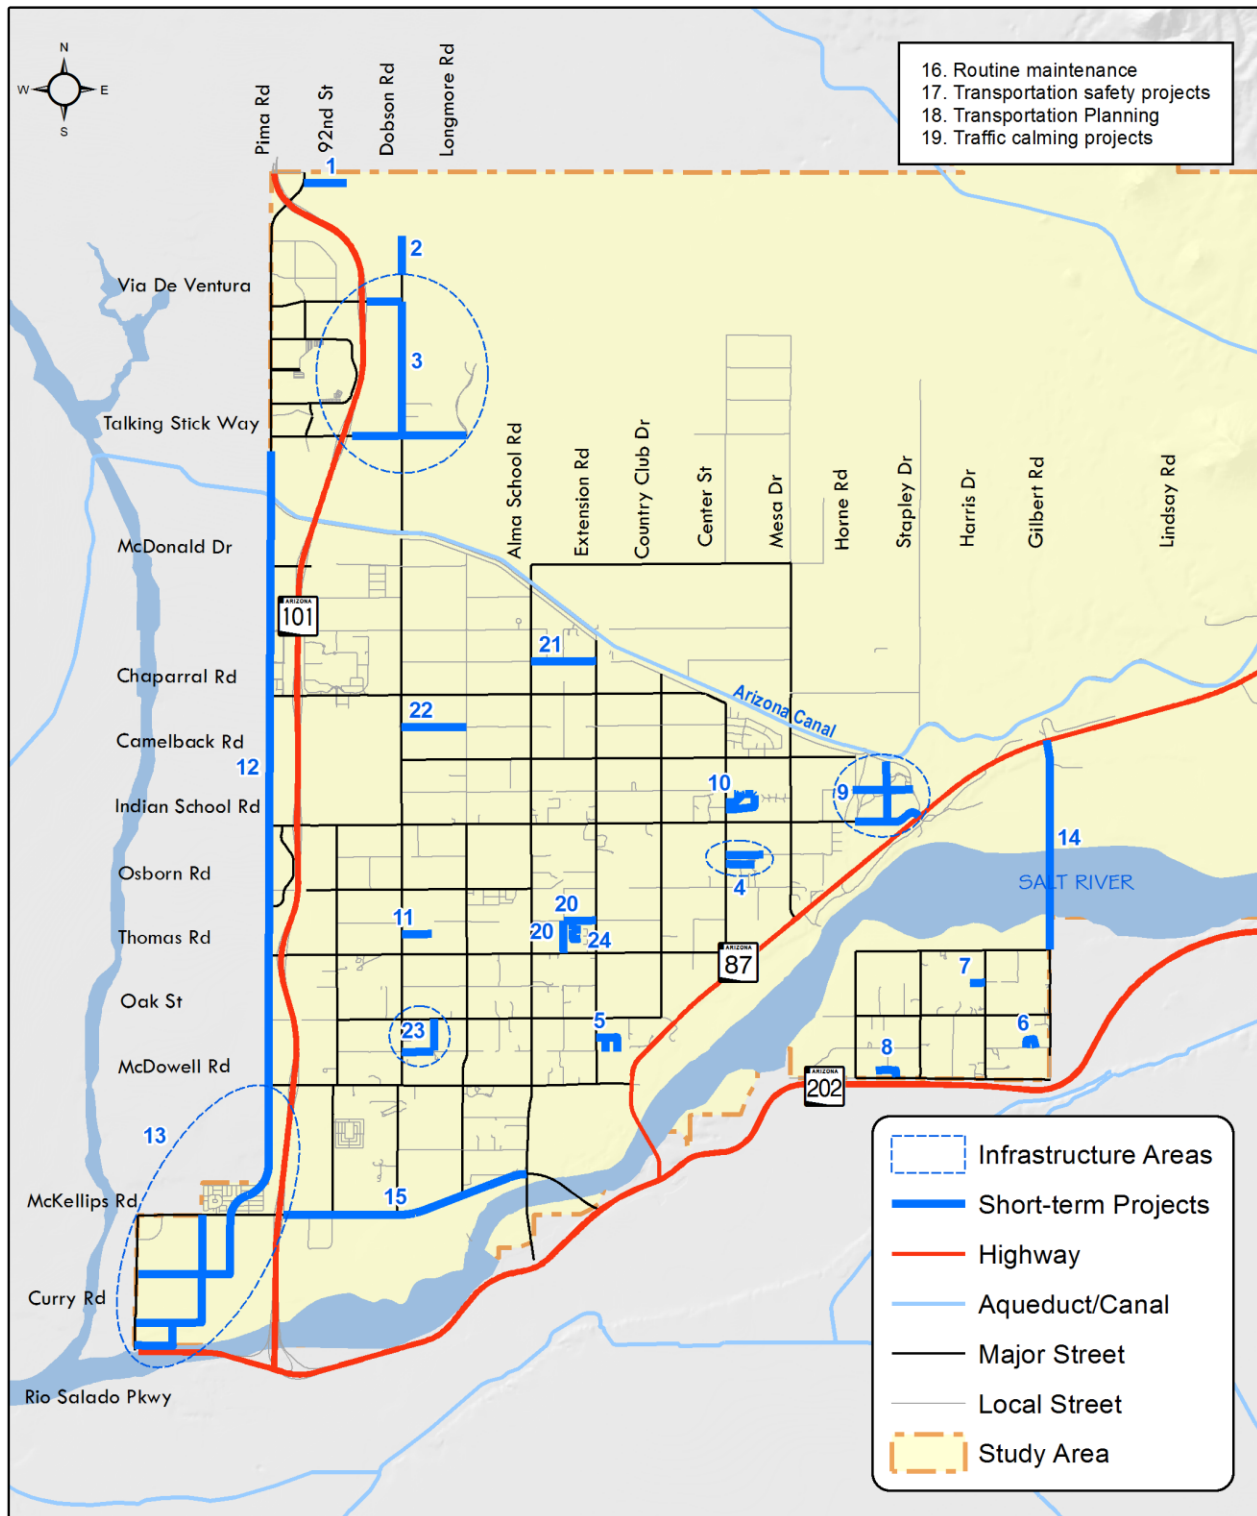 N
W
E
S
Pima Rd
92nd St
Dobson Rd
Longmore Rd
16. Routine maintenance
17. Transportation safety projects
18. Transportation Planning
19. Traffic calming projects
1
2
Via De Ventura
3
Talking Stick Way
Alma School Rd
Extension Rd
Country Club Dr
Center St
Mesa Dr
Horne Rd
Stapley Dr
Harris Dr
Gilbert Rd
Lindsay Rd
McDonald Dr
ARIZONA
101
21
Chaparral Rd
Arizona Canal
22
Camelback Rd
12
10
9
Indian School Rd
14
Osborn Rd
4
SALT RIVER
20
11
20
24
Thomas Rd
ARIZONA
87
7
Oak St
23
5
6
8
McDowell Rd
ARIZONA
202
13
McKellips Rd
15
Curry Rd
Rio Salado Pkwy
Infrastructure Areas
Short-term Projects
Highway
Aqueduct/Canal
Major Street
Local Street
Study Area